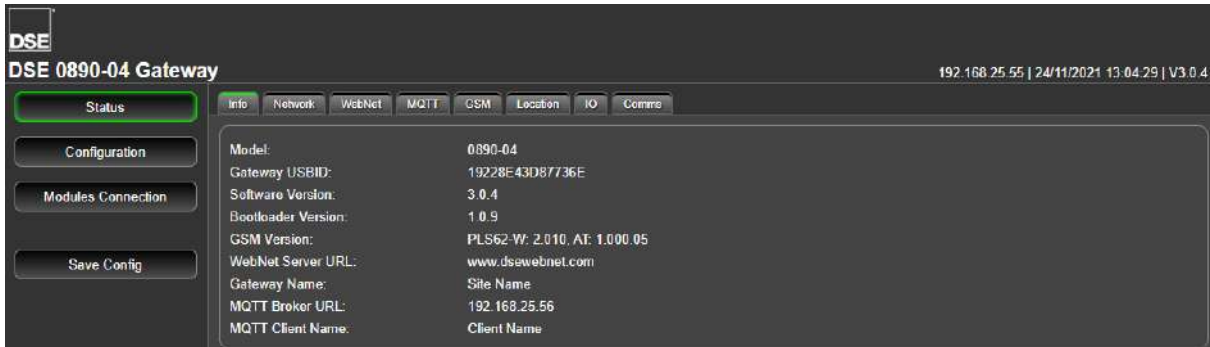 DSE
DSE 0890-04 Gateway
192.168.25.55 | 24/11/2021 13:04:29 | V3.0.4
Status
Info Network WebNet MQTT GSM Location IO Comms
Configuration
Modules Connection
Save Config
Model: 0890-04
Gateway USBID: 19228E43D87736E
Software Version: 3.0.4
Bootloader Version: 1.0.9
GSM Version: PLS62-W: 2.010, AT: 1.000.05
WebNet Server URL: www.dsewebnet.com
Gateway Name: Site Name
MQTT Broker URL: 192.168.25.56
MQTT Client Name: Client Name